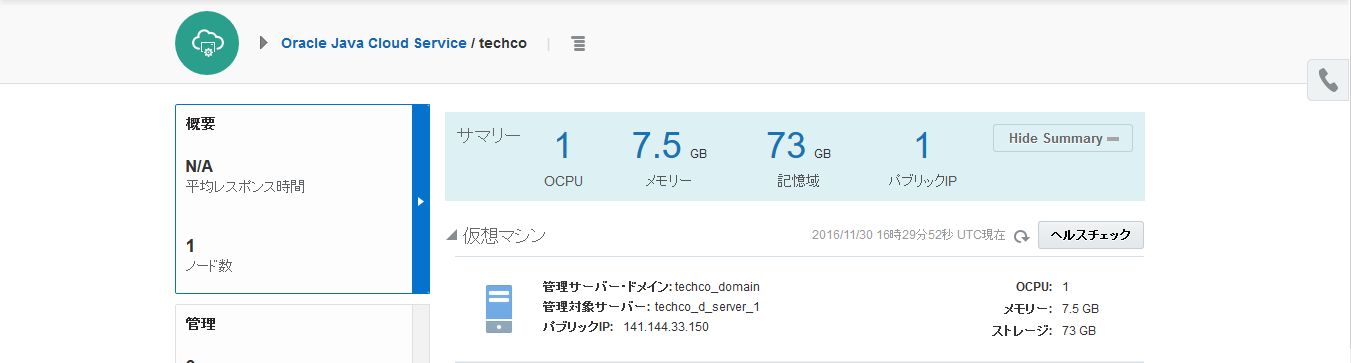 Oracle Java Cloud Service / techco
概要
N/A
平均レスポンス時間
1
ノード数
管理
サマリー
1
OCPU
7.5 GB
メモリー
73 GB
記憶域
1
パブリックIP
Hide Summary
仮想マシン
2016/11/30 16時29分52秒 UTC現在
ヘルスチェック
管理サーバー・ドメイン: techco_domain
管理対象サーバー: techco_d_server_1
パブリックIP: 141.144.33.150
OCPU: 1
メモリー: 7.5 GB
ストレージ: 73 GB